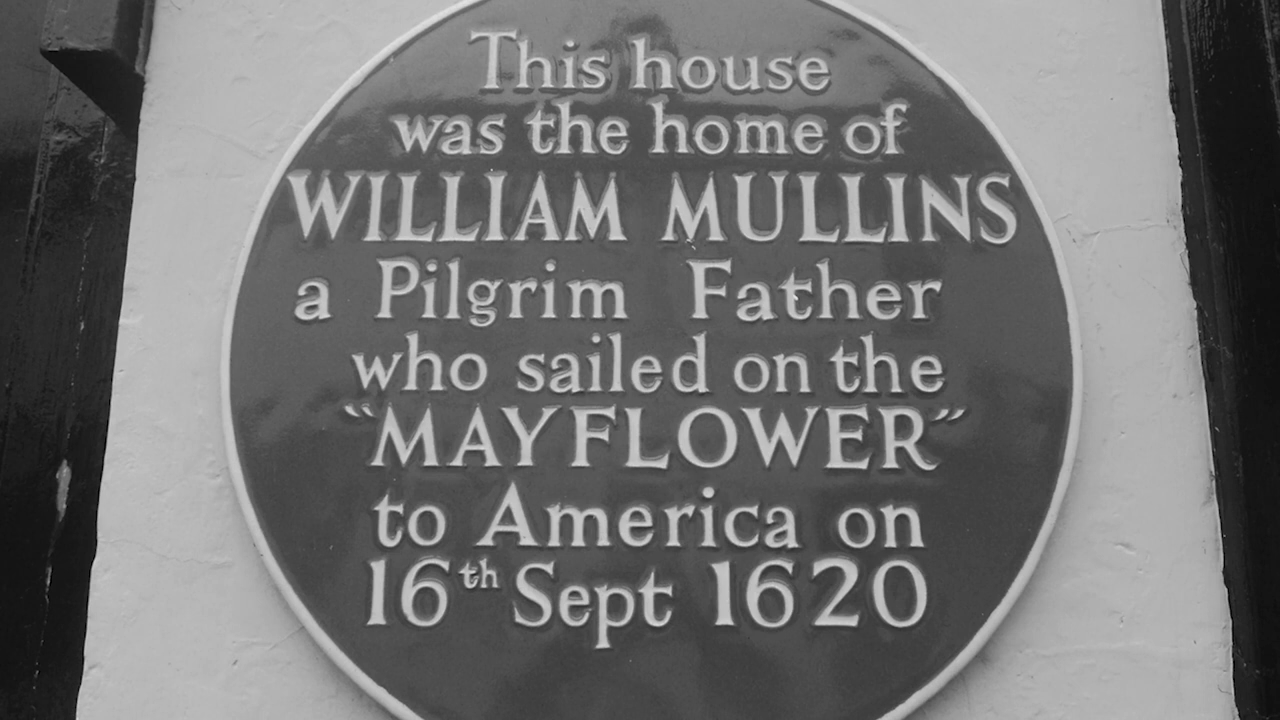 This house
was the home of
WILLIAM MULLINS
a Pilgrim Father
who sailed on the
“MAYFLOWER”
to America on
16th Sept 1620